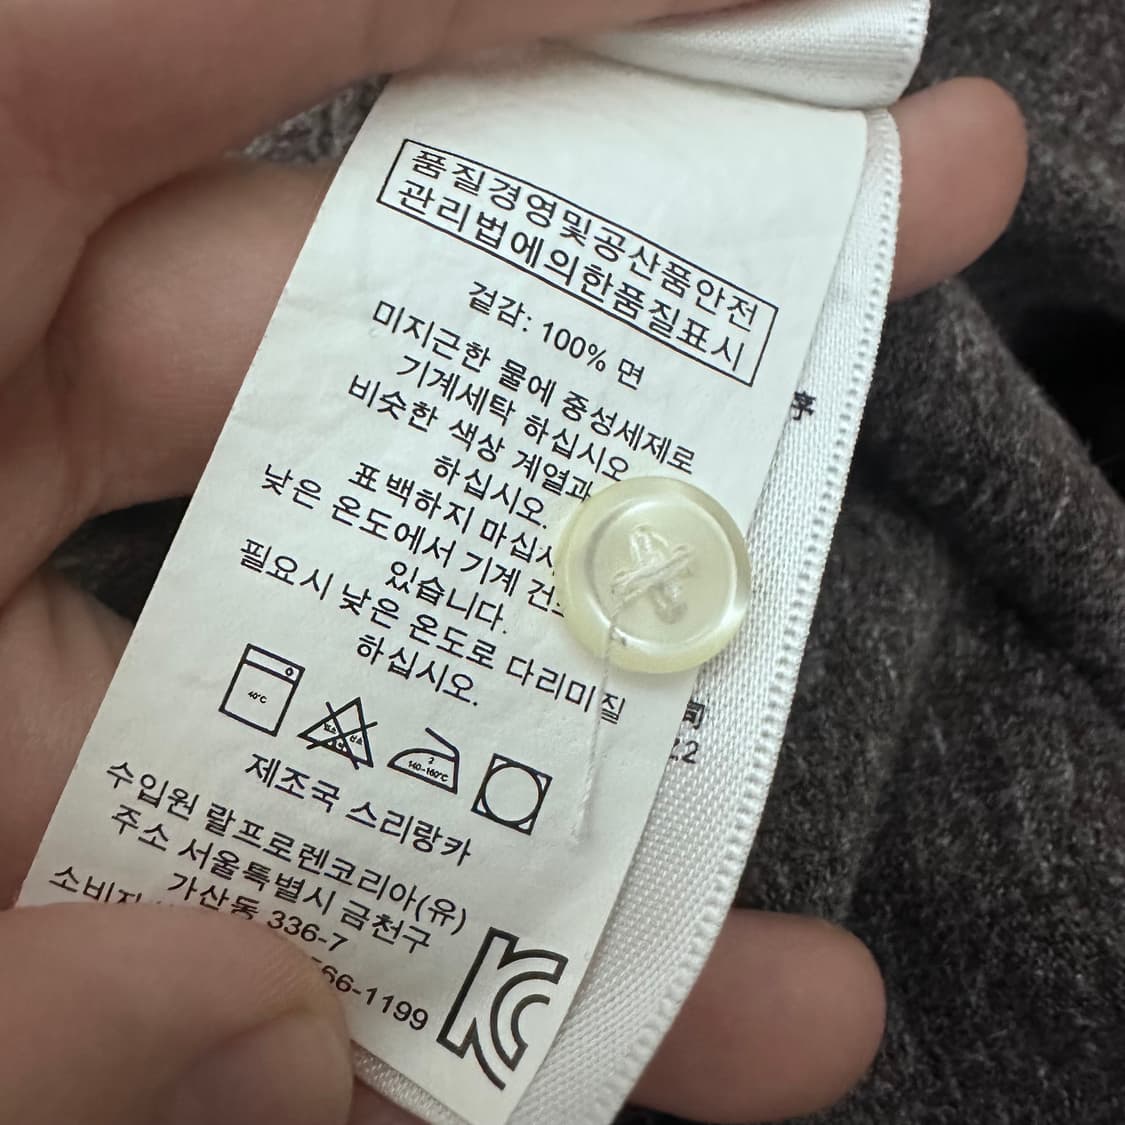 품질경영및공산품안전
관리법에의한품질표시
겉감: 100% 면
미지근한 물에 중성세제로
기계세탁 하십시오
비슷한 색상 계열과
하십시오.
표백하지
낮은 온도에서 기계
있습니다.
필요시 낮은 온도로 다리미질
하십시오.
40°C
2
140-160°C
제조국 스리랑카
수입원 랄프로렌코리아(유)
주소 서울특별시 금천구
가산동 336-7
66-1199